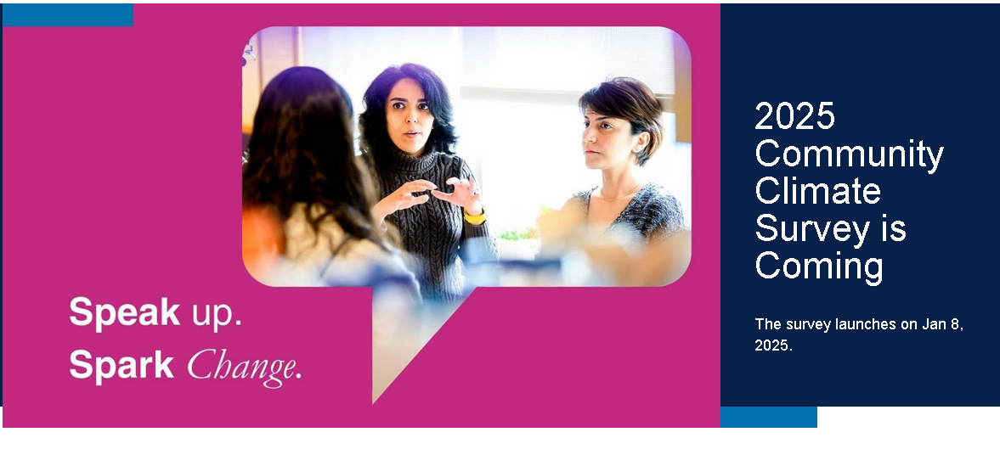 Speak up.
Spark Change.
2025
Community
Climate
Survey is
Coming
The survey launches on Jan 8,
2025.